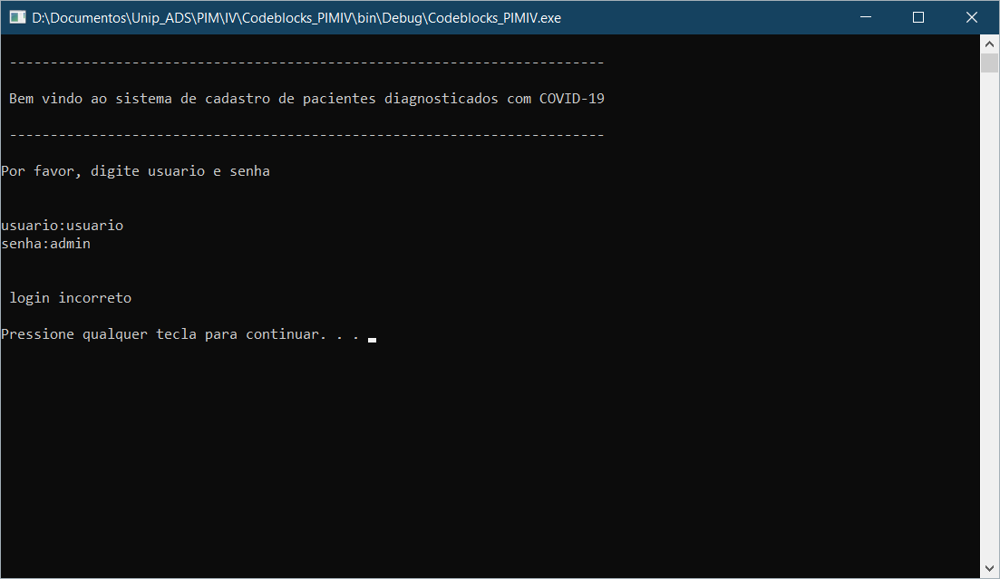 D:\Documentos\Unip_ADS\PIM\IV\Codeblocks_PIMIV\bin\Debug\Codeblocks_PIMIV.exe
-------------------------------------------------------------------------
Bem vindo ao sistema de cadastro de pacientes diagnosticados com COVID-19
-------------------------------------------------------------------------
Por favor, digite usuario e senha
usuario:usuario
senha:admin
login incorreto
Pressione qualquer tecla para continuar. . .